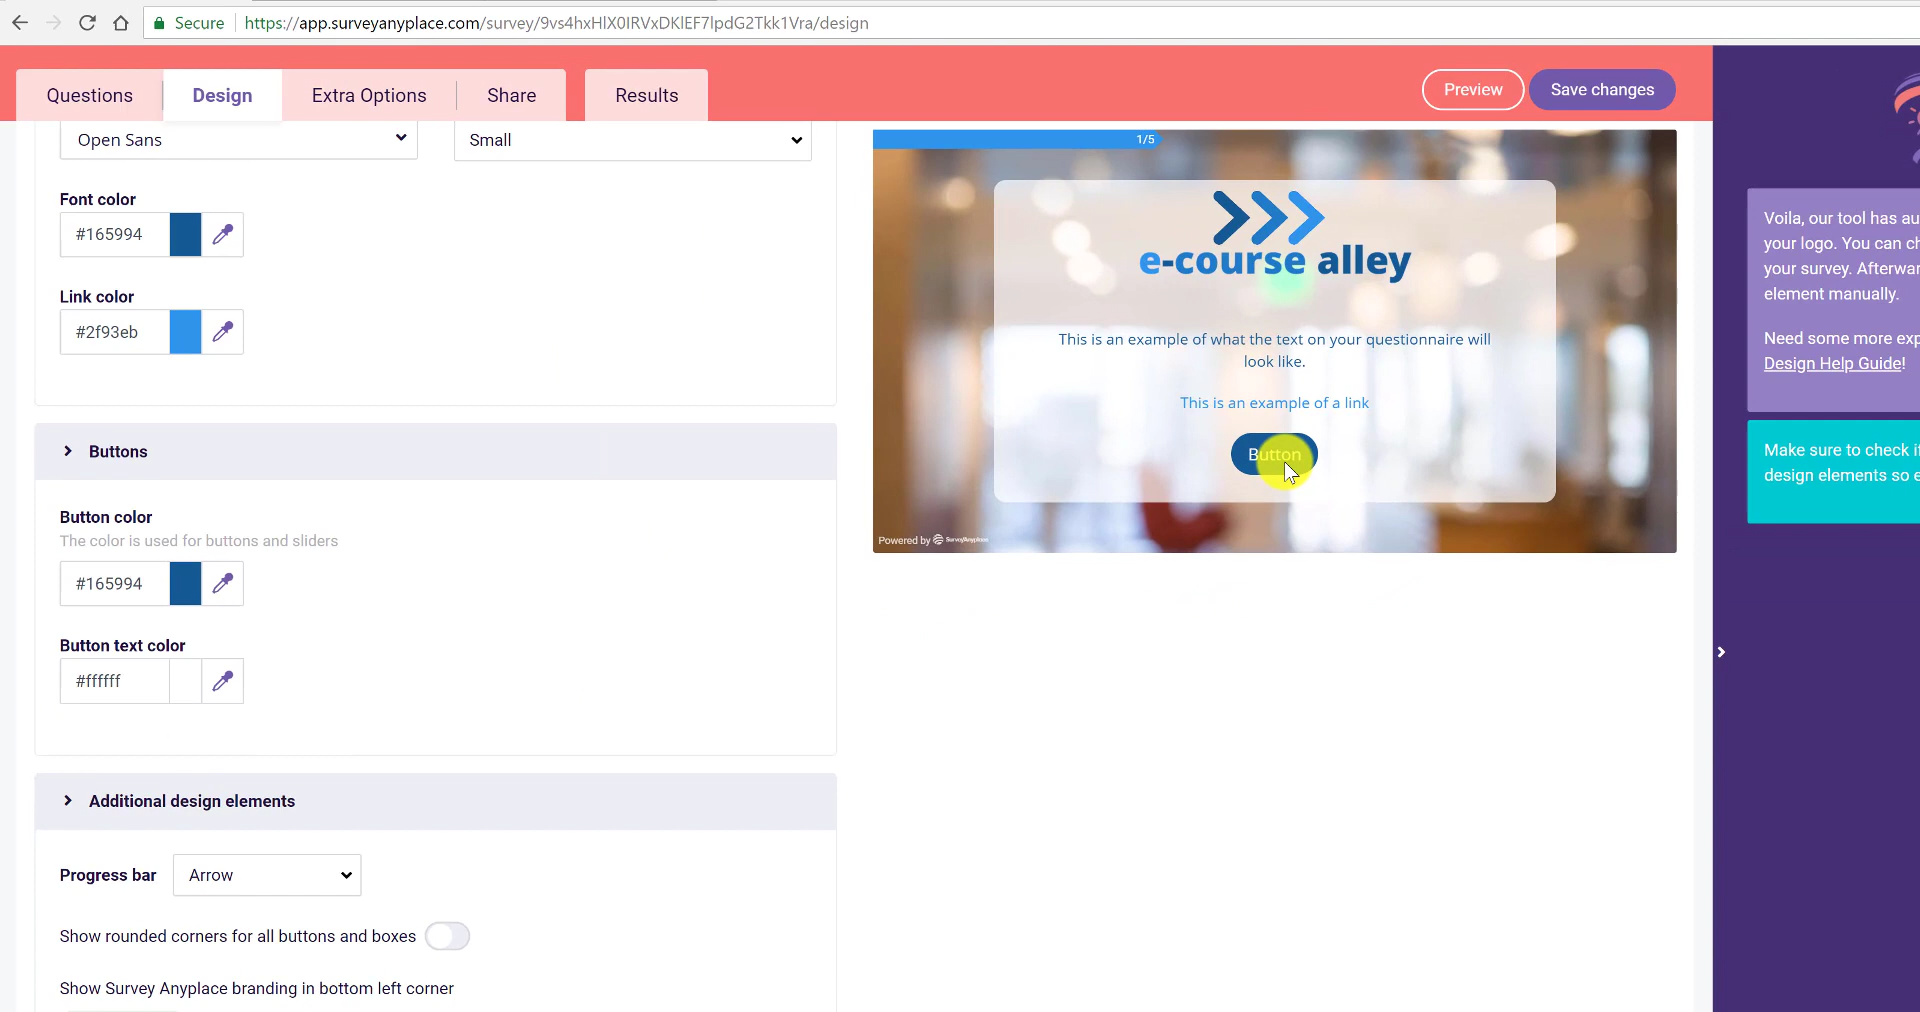 Secure https://app.surveyanyplace.com/survey/9vs4hxHlX0IRVxDKlEF7lpdG2Tkk1Vra/design
Questions Design Extra Options Share Results Preview Save changes
Open Sans Small
Font color
#165994
Link color
#2f93eb
Buttons
Button color
The color is used for buttons and sliders
#165994
Button text color
#ffffff
Additional design elements
Progress bar Arrow
Show rounded corners for all buttons and boxes
Show Survey Anyplace branding in bottom left corner
1/5
e-course alley
This is an example of what the text on your questionnaire will
look like.
This is an example of a link
Button
Powered by SurveyAnyplace
Voila, our tool has au
your logo. You can ch
your survey. Afterwar
element manually.
Need some more exp
Design Help Guide!
Make sure to check if
design elements so e